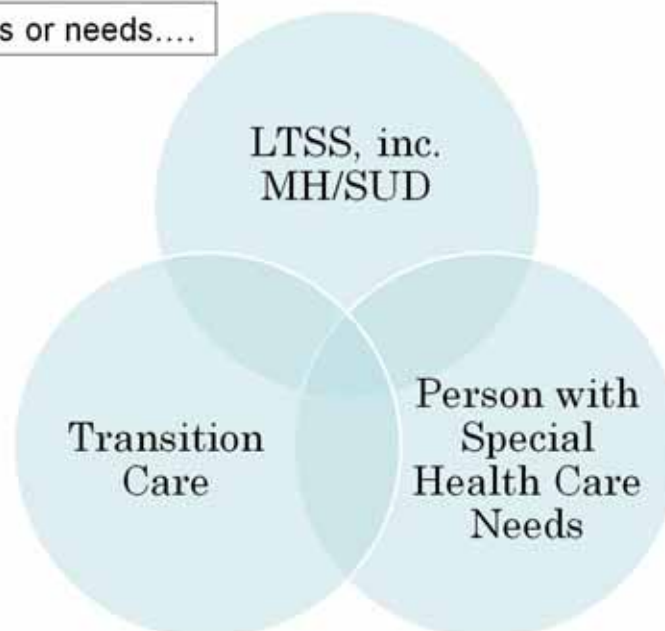 s or needs....
LTSS, inc.
MH/SUD
Transition
Care
Person with
Special
Health Care
Needs